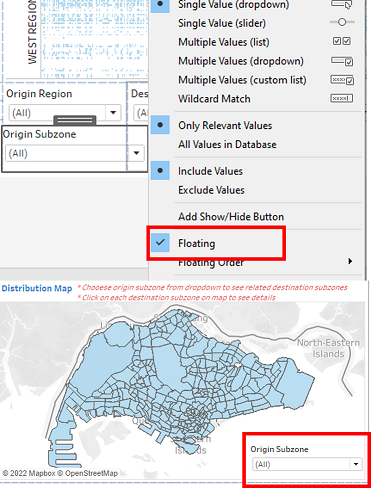 Single Value (dropdown)
Single Value (slider)
Multiple Values (list)
Multiple Values (dropdown)
Multiple Values (custom list)
Wildcard Match
WEST REGION
Origin Region
(All)
Origin Subzone
(All)
Only Relevant Values
All Values in Database
Include Values
Exclude Values
Add Show/Hide Button
Floating
Floating Order
Distribution Map
* Choose origin subzone from dropdown to see related destination subzones
* Click on each destination subzone on map to see details
North-Eastern
Islands
Islands
Origin Subzone
(All)
© 2022 Mapbox © OpenStreetMap